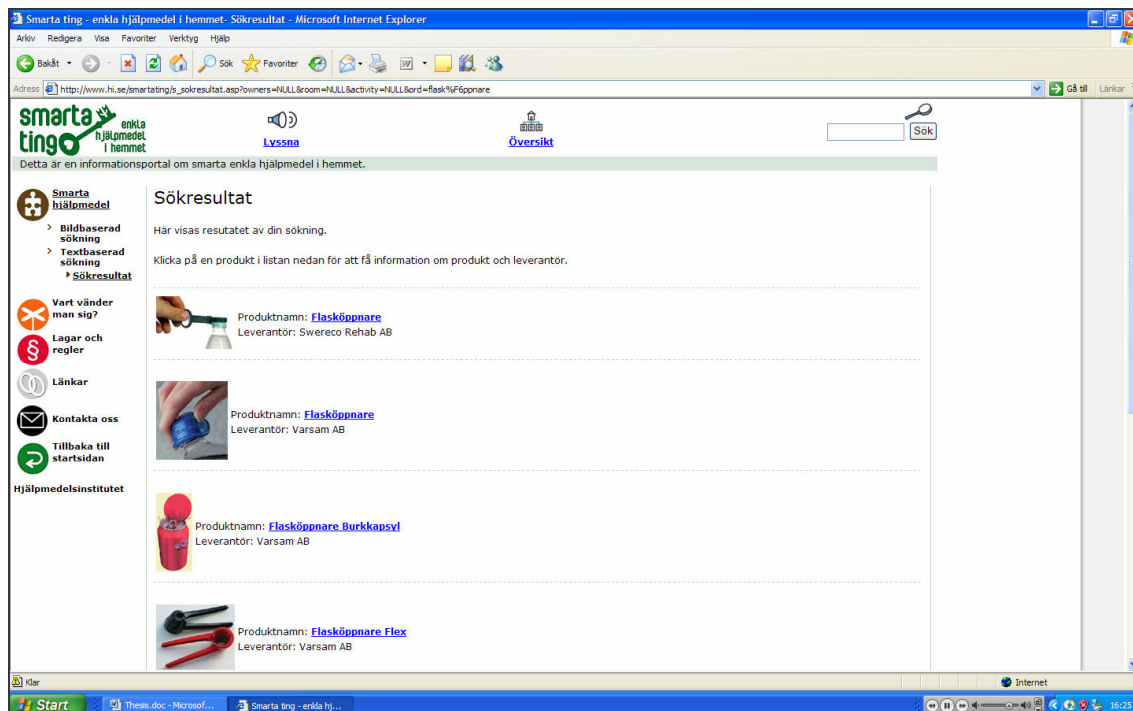 Smarta ting - enkla hjälpmedel i hemmet- Sökresultat - Microsoft Internet Explorer
Arkiv Redigera Visa Favoriter Verktyg Hjälp
Bakåt Sök Favoriter
Adress http://www.hi.se/smartating/s_sokresultat.asp?owners=NULL&room=NULL&activity=NULL&ord=flask%F6ppnare Gå till Länkar
smarta ting enkla hjälpmedel i hemmet
Lyssna
Översikt
Sök
Detta är en informationsportal om smarta enkla hjälpmedel i hemmet.
Smarta
hjälpmedel
Bildbaserad
sökning
Textbaserad
sökning
Sökresultat
Vart vänder
man sig?
Lagar och
regler
Länkar
Kontakta oss
Tillbaka till
startsidan
Hjälpmedelsinstitutet
Sökresultat
Här visas resutatet av din sökning.
Klicka på en produkt i listan nedan för att få information om produkt och leverantör.
Produktnamn: Flasköppnare
Leverantör: Swereco Rehab AB
Produktnamn: Flasköppnare
Leverantör: Varsam AB
Produktnamn: Flasköppnare Burkkapsyl
Leverantör: Varsam AB
Produktnamn: Flasköppnare Flex
Leverantör: Varsam AB
Klar
Internet
Start
Thesis.doc - Microsof...
Smarta ting - enkla hj...
16:25